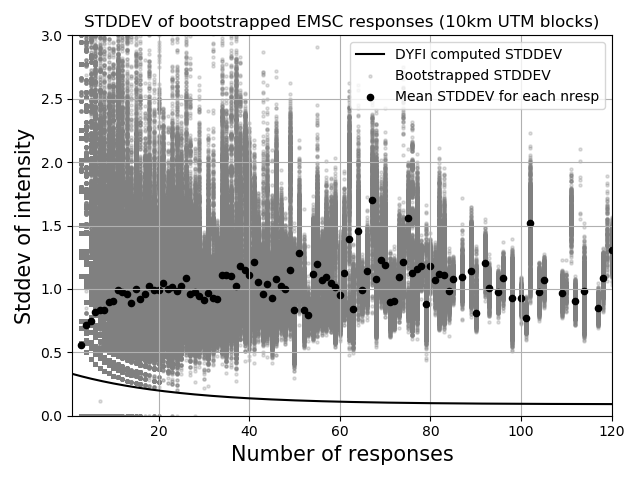 STDDEV of bootstrapped EMSC responses (10km UTM blocks)
DYFI computed STDDEV
Bootstrapped STDDEV
Mean STDDEV for each nresp
Stddev of intensity
3.0
2.5
2.0
1.5
1.0
0.5
0.0
20 40 60 80 100 120
Number of responses